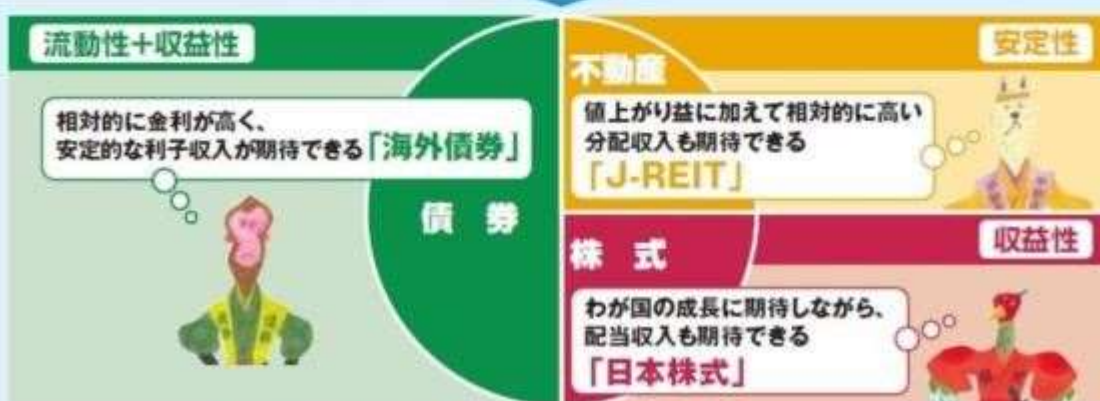 流動性+収益性
相対的に金利が高く、
安定的な利子収入が期待できる「海外債券」
債券
不動産
安定性
値上がり益に加えて相対的に高い
分配収入も期待できる
「J-REIT」
株式
収益性
わが国の成長に期待しながら、
配当収入も期待できる
「日本株式」